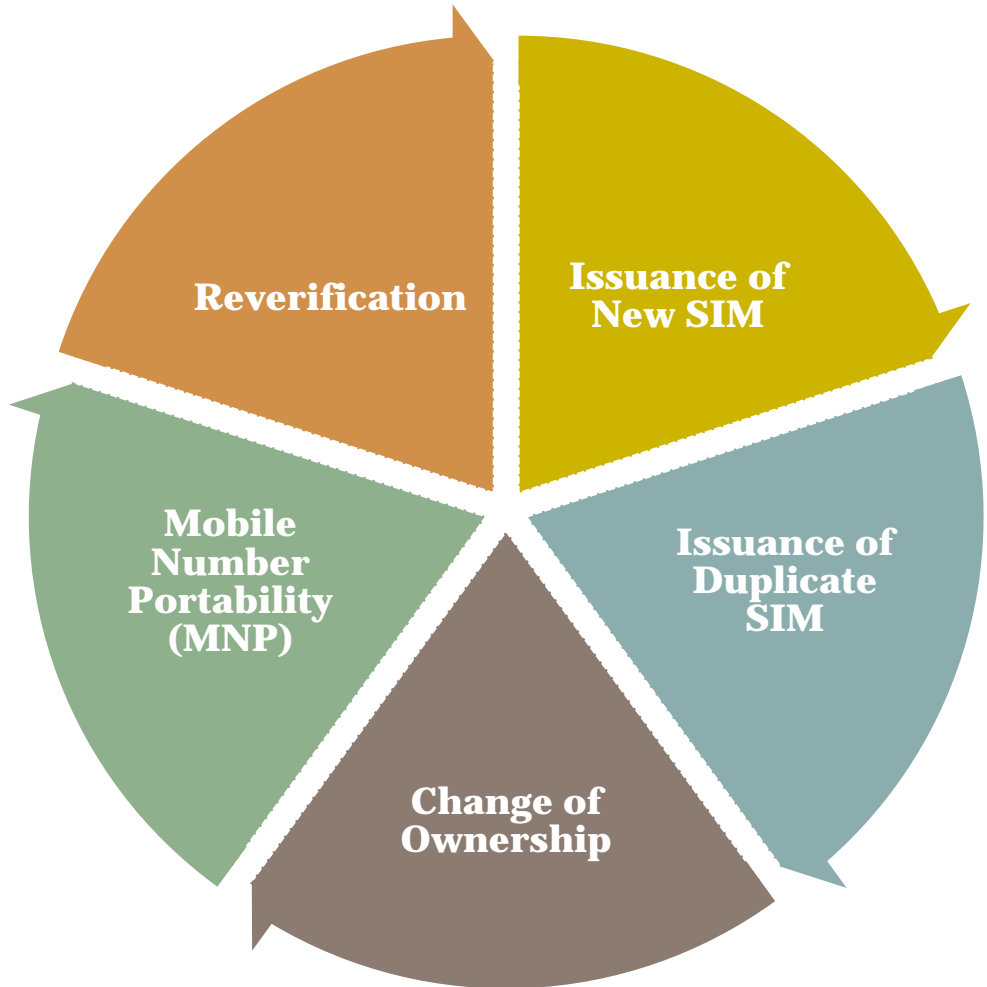 Reverification
Issuance of
New SIM
Issuance of
Duplicate
SIM
Change of
Ownership
Mobile
Number
Portability
(MNP)